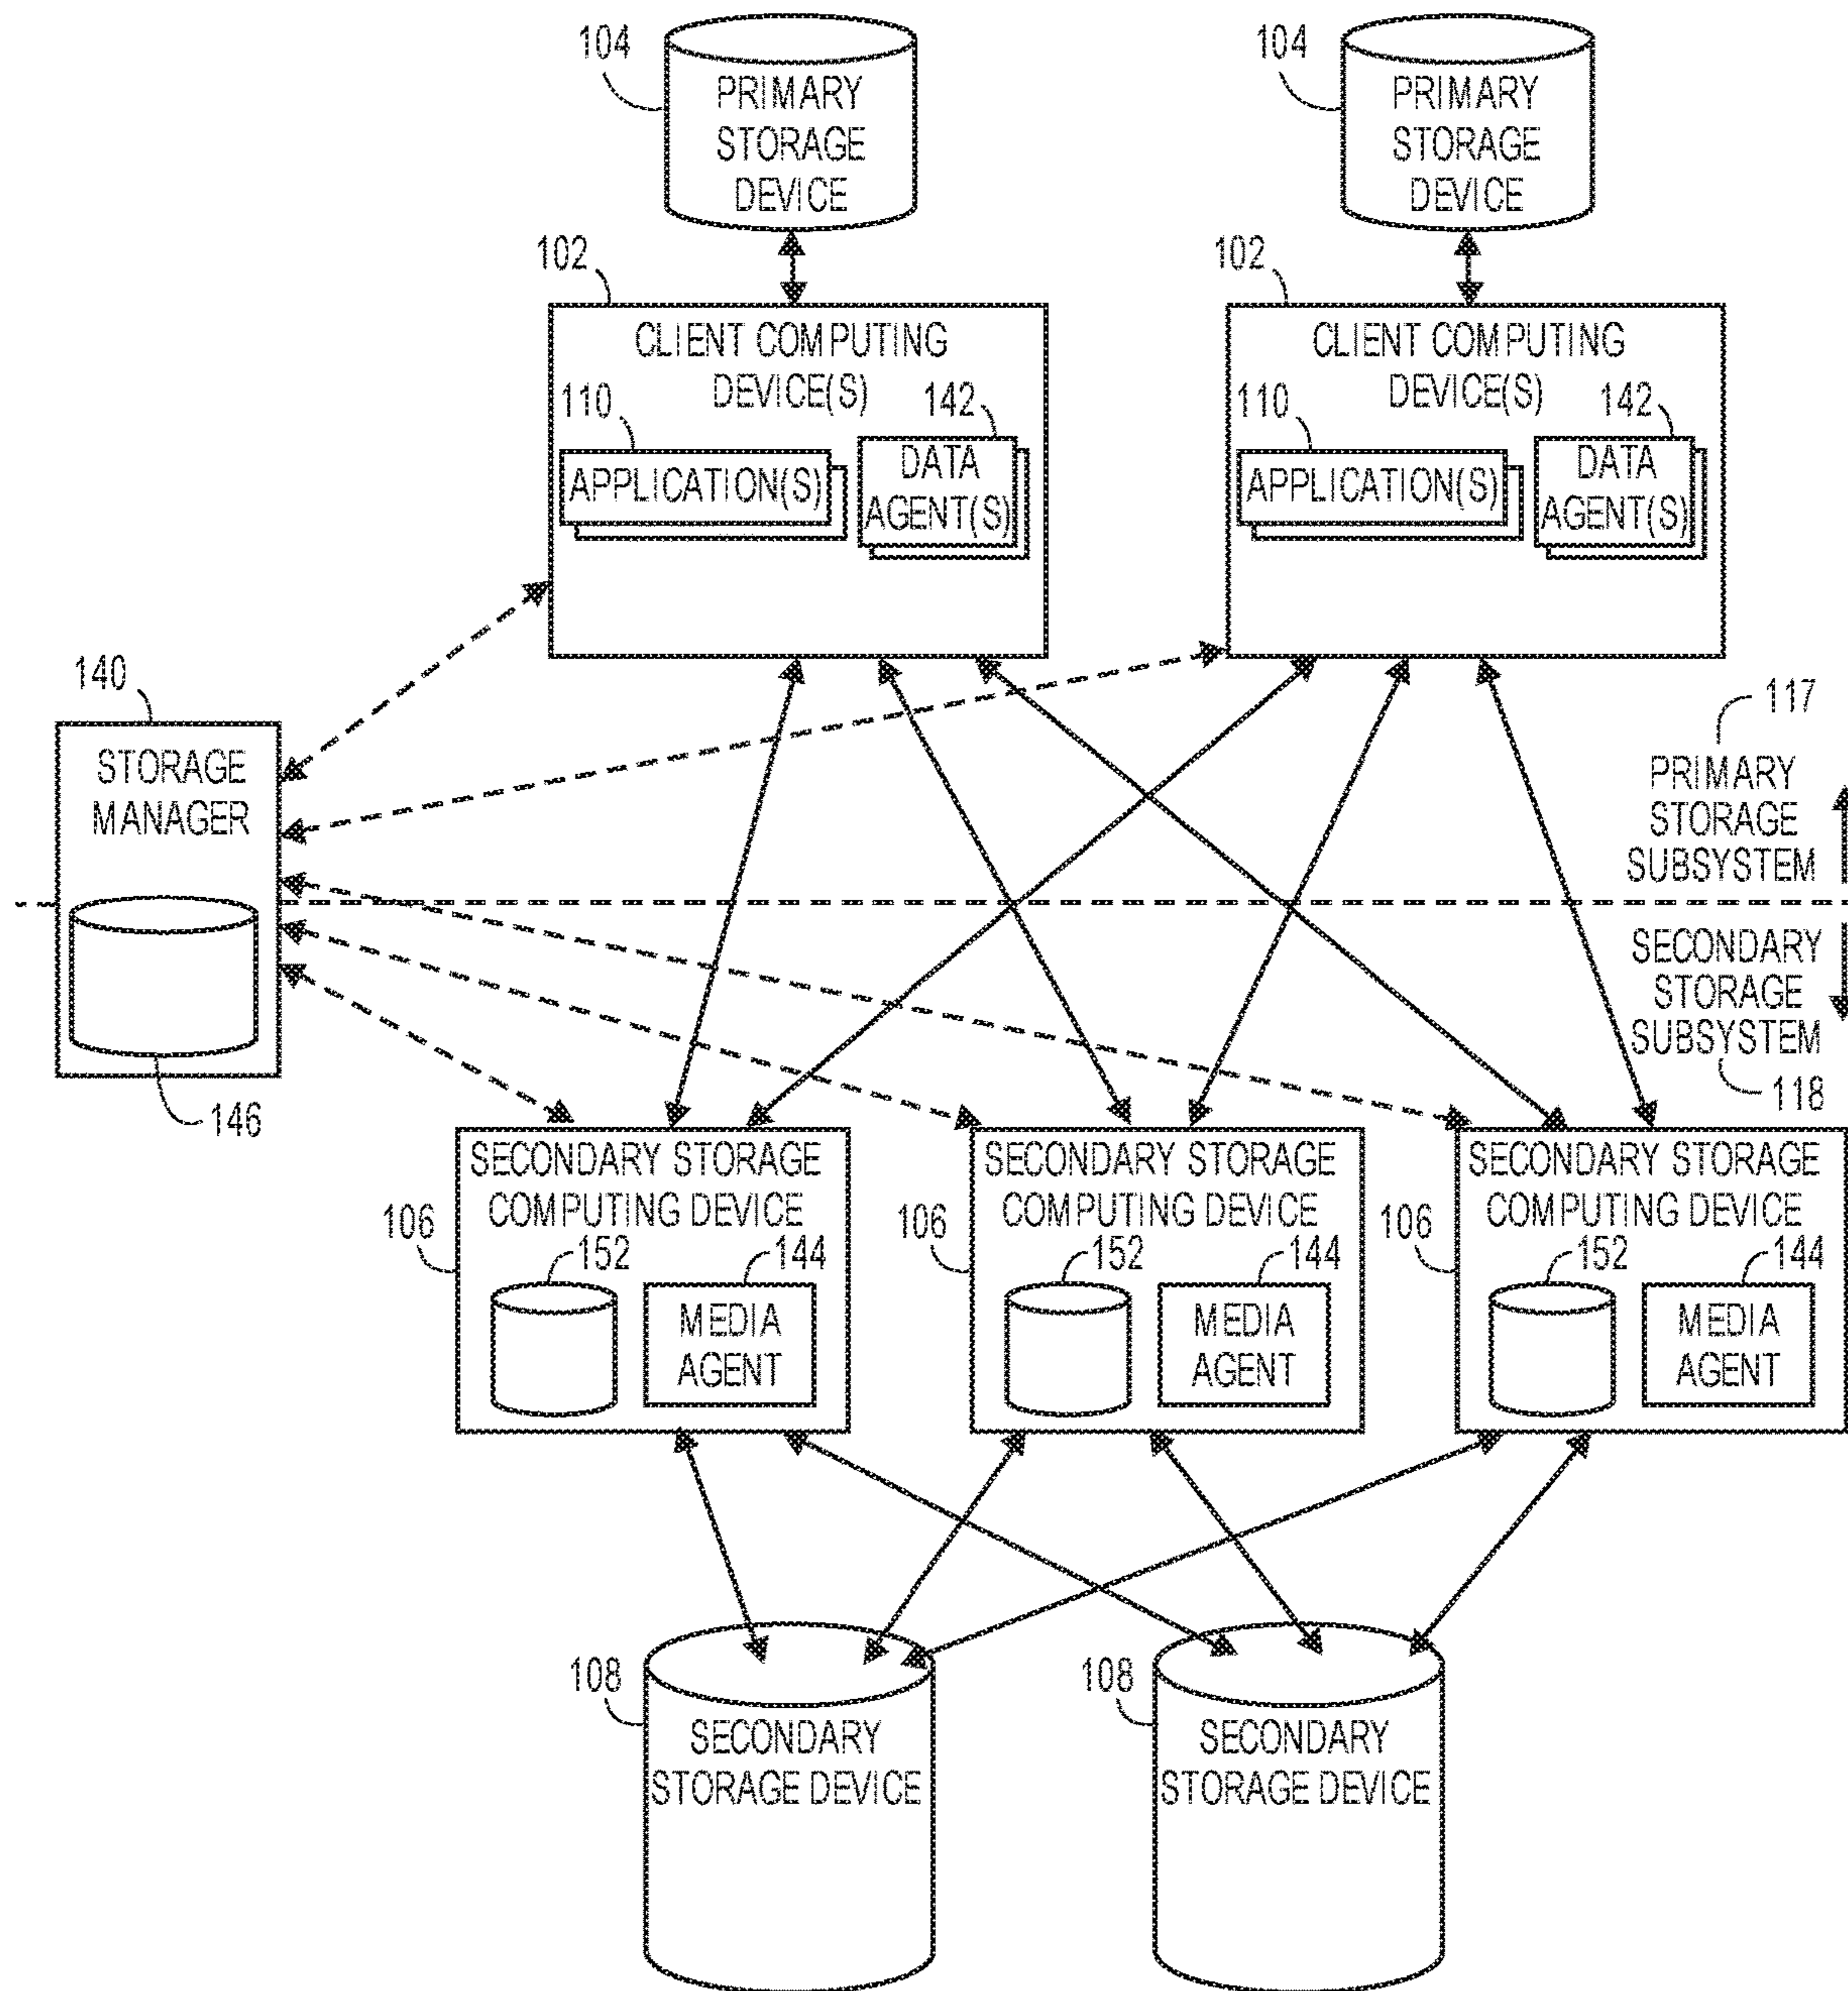 104
PRIMARY
STORAGE
DEVICE
104
PRIMARY
STORAGE
DEVICE
102
CLIENT COMPUTING
DEVICE(S)
110
142
APPLICATION(S)
DATA
AGENT(S)
102
CLIENT COMPUTING
DEVICE(S)
110
142
APPLICATION(S)
DATA
AGENT(S)
140
STORAGE
MANAGER
146
117
PRIMARY
STORAGE
SUBSYSTEM
SECONDARY
STORAGE
SUBSYSTEM
118
SECONDARY STORAGE
COMPUTING DEVICE
106
152
144
MEDIA
AGENT
SECONDARY STORAGE
COMPUTING DEVICE
106
152
144
MEDIA
AGENT
SECONDARY STORAGE
COMPUTING DEVICE
106
152
144
MEDIA
AGENT
108
SECONDARY
STORAGE DEVICE
108
SECONDARY
STORAGE DEVICE